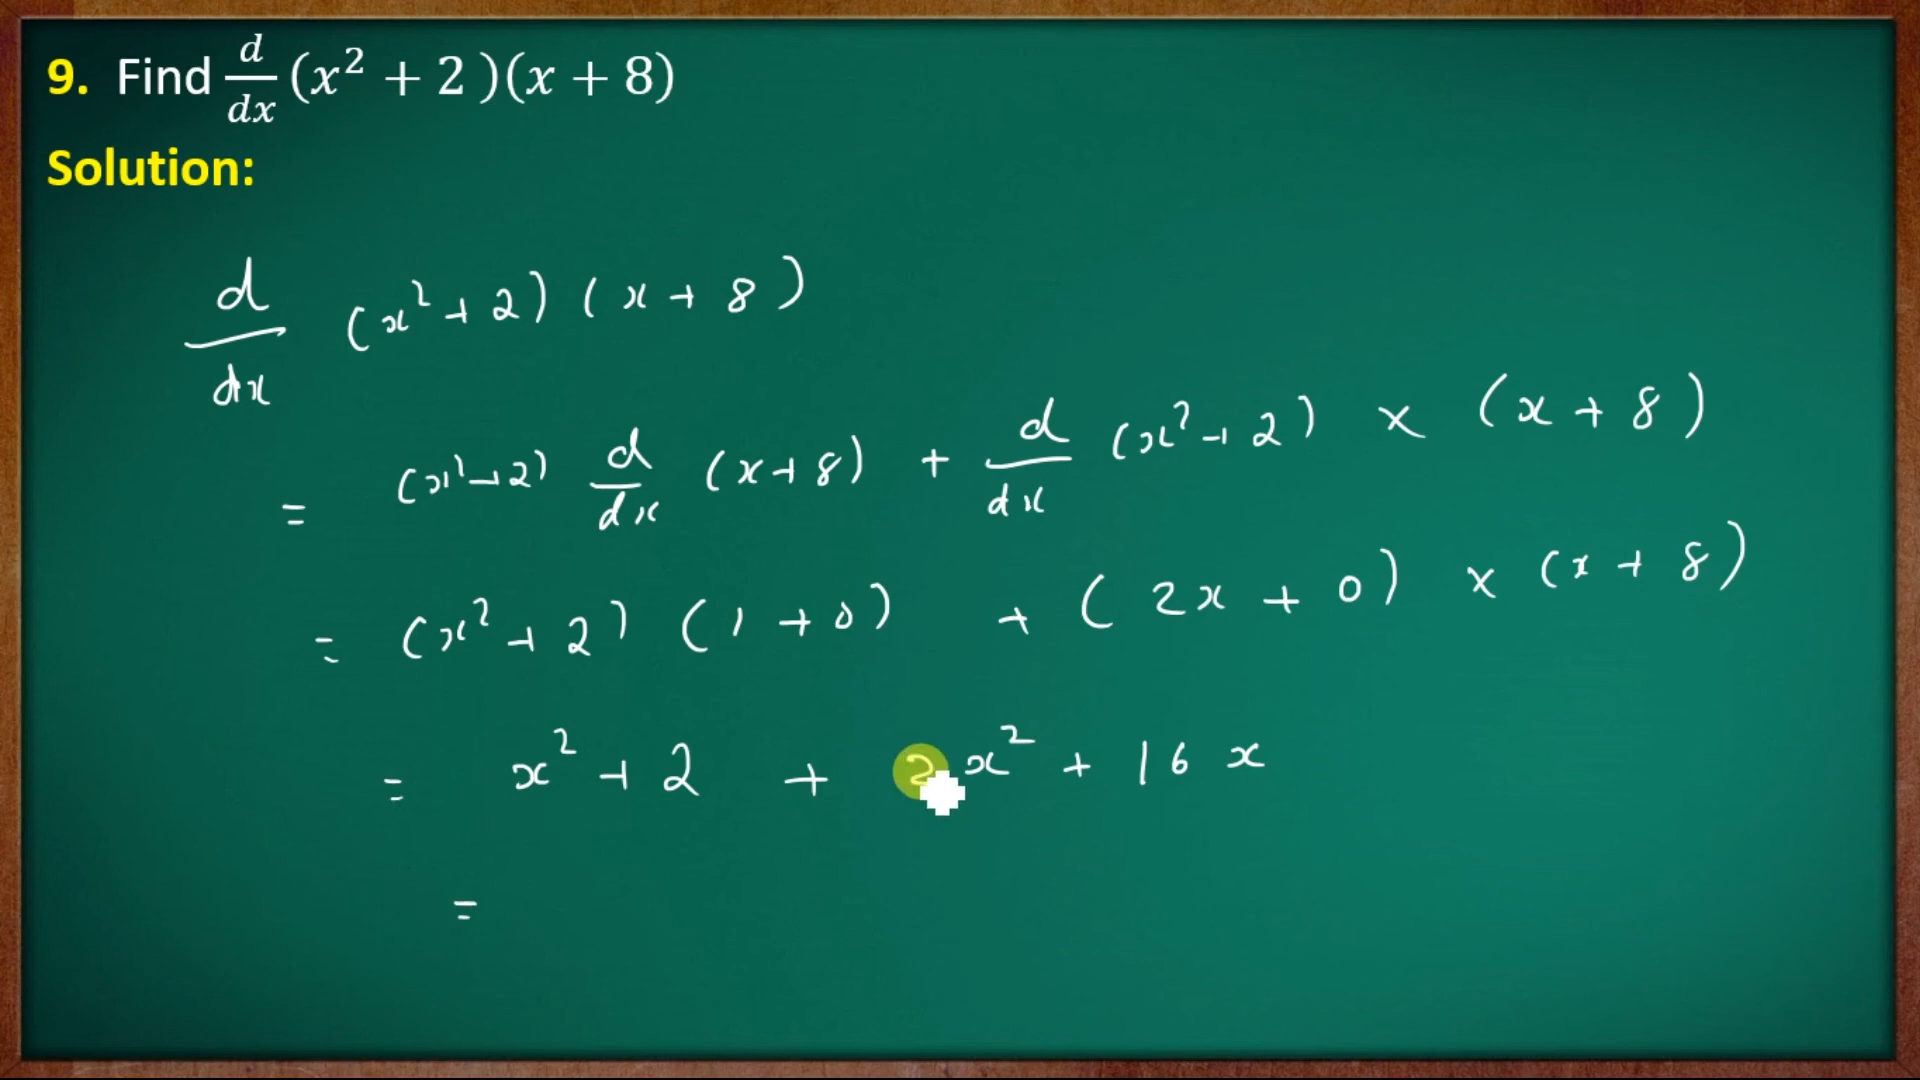 9. Find d/dx (x² + 2 )(x + 8)
Solution:
d/dx (x² + 2) (x + 8)
= (x² + 2) d/dx (x + 8) + d/dx (x² + 2) × (x + 8)
= (x² + 2) (1 + 0) + (2x + 0) × (x + 8)
= x² + 2 + 2x² + 16x
=